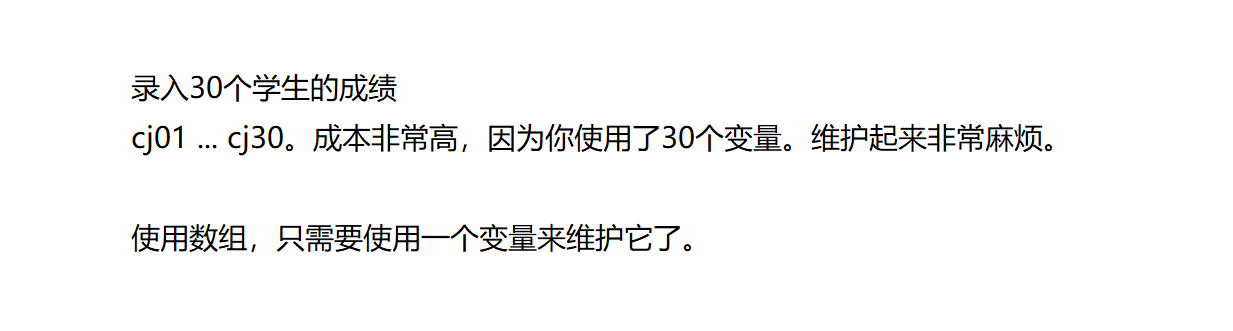 录入30个学生的成绩
cj01 ... cj30。成本非常高，因为你使用了30个变量。维护起来非常麻烦。
使用数组，只需要使用一个变量来维护它了。